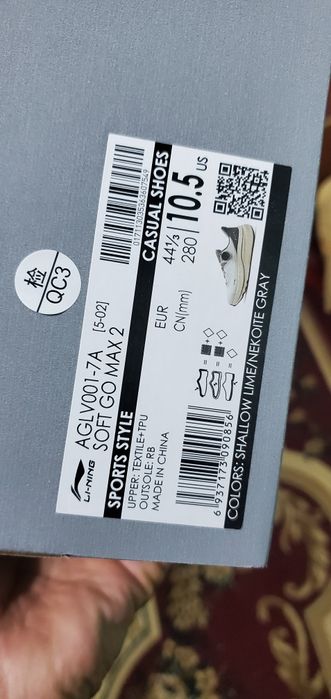 检
QC3
LI-NING
AGLV001-7A [5-02]
SOFT GO MAX 2
SPORTS STYLE
CASUAL SHOES
UPPER: TEXTILE+TPU
OUTSOLE: RB
MADE IN CHINA
EUR 44⅓
CN(mm) 280
10.5 US
6 937173 090856
COLORS: SHALLOW LIME/NEKOITE GRAY